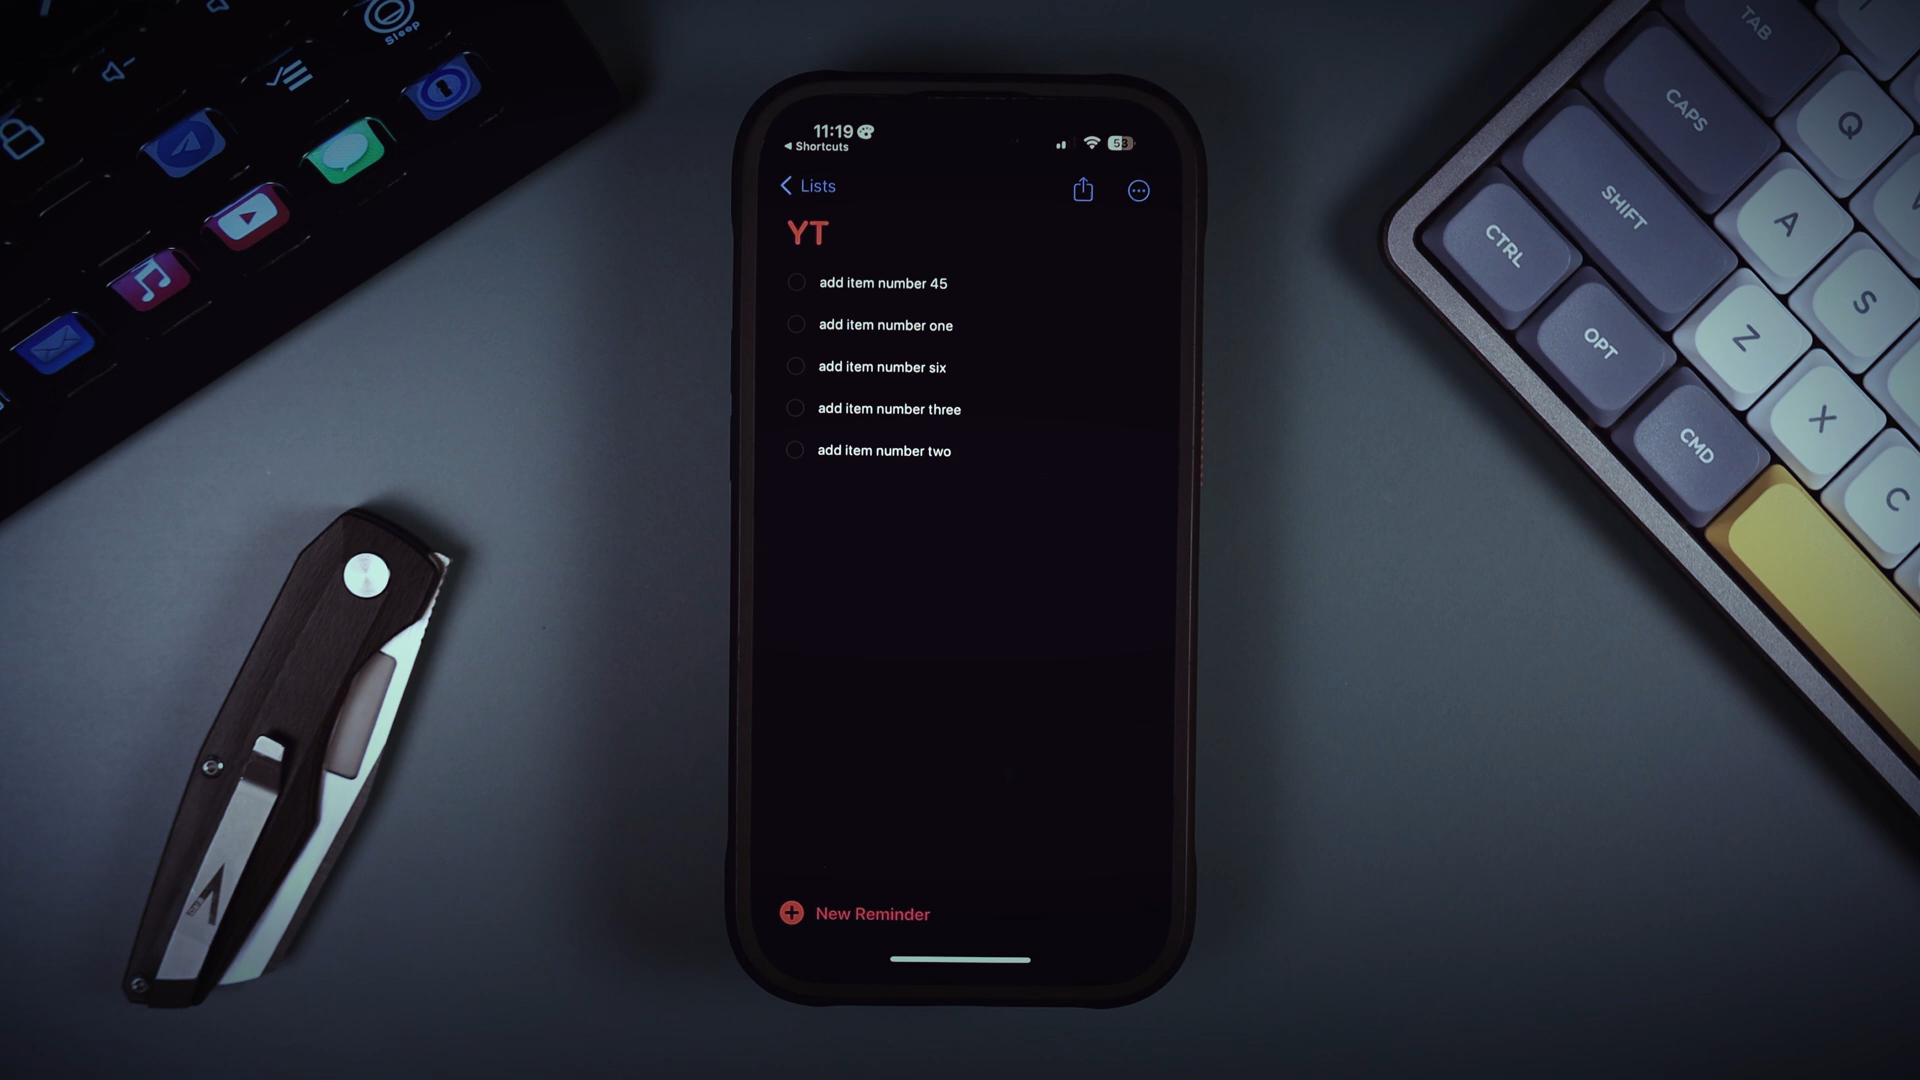 Sleep
11:19
53
Shortcuts
Lists
YT
add item number 45
add item number one
add item number six
add item number three
add item number two
New Reminder
TAB
CAPS
Q
SHIFT
A
CTRL
S
Z
OPT
X
CMD
C